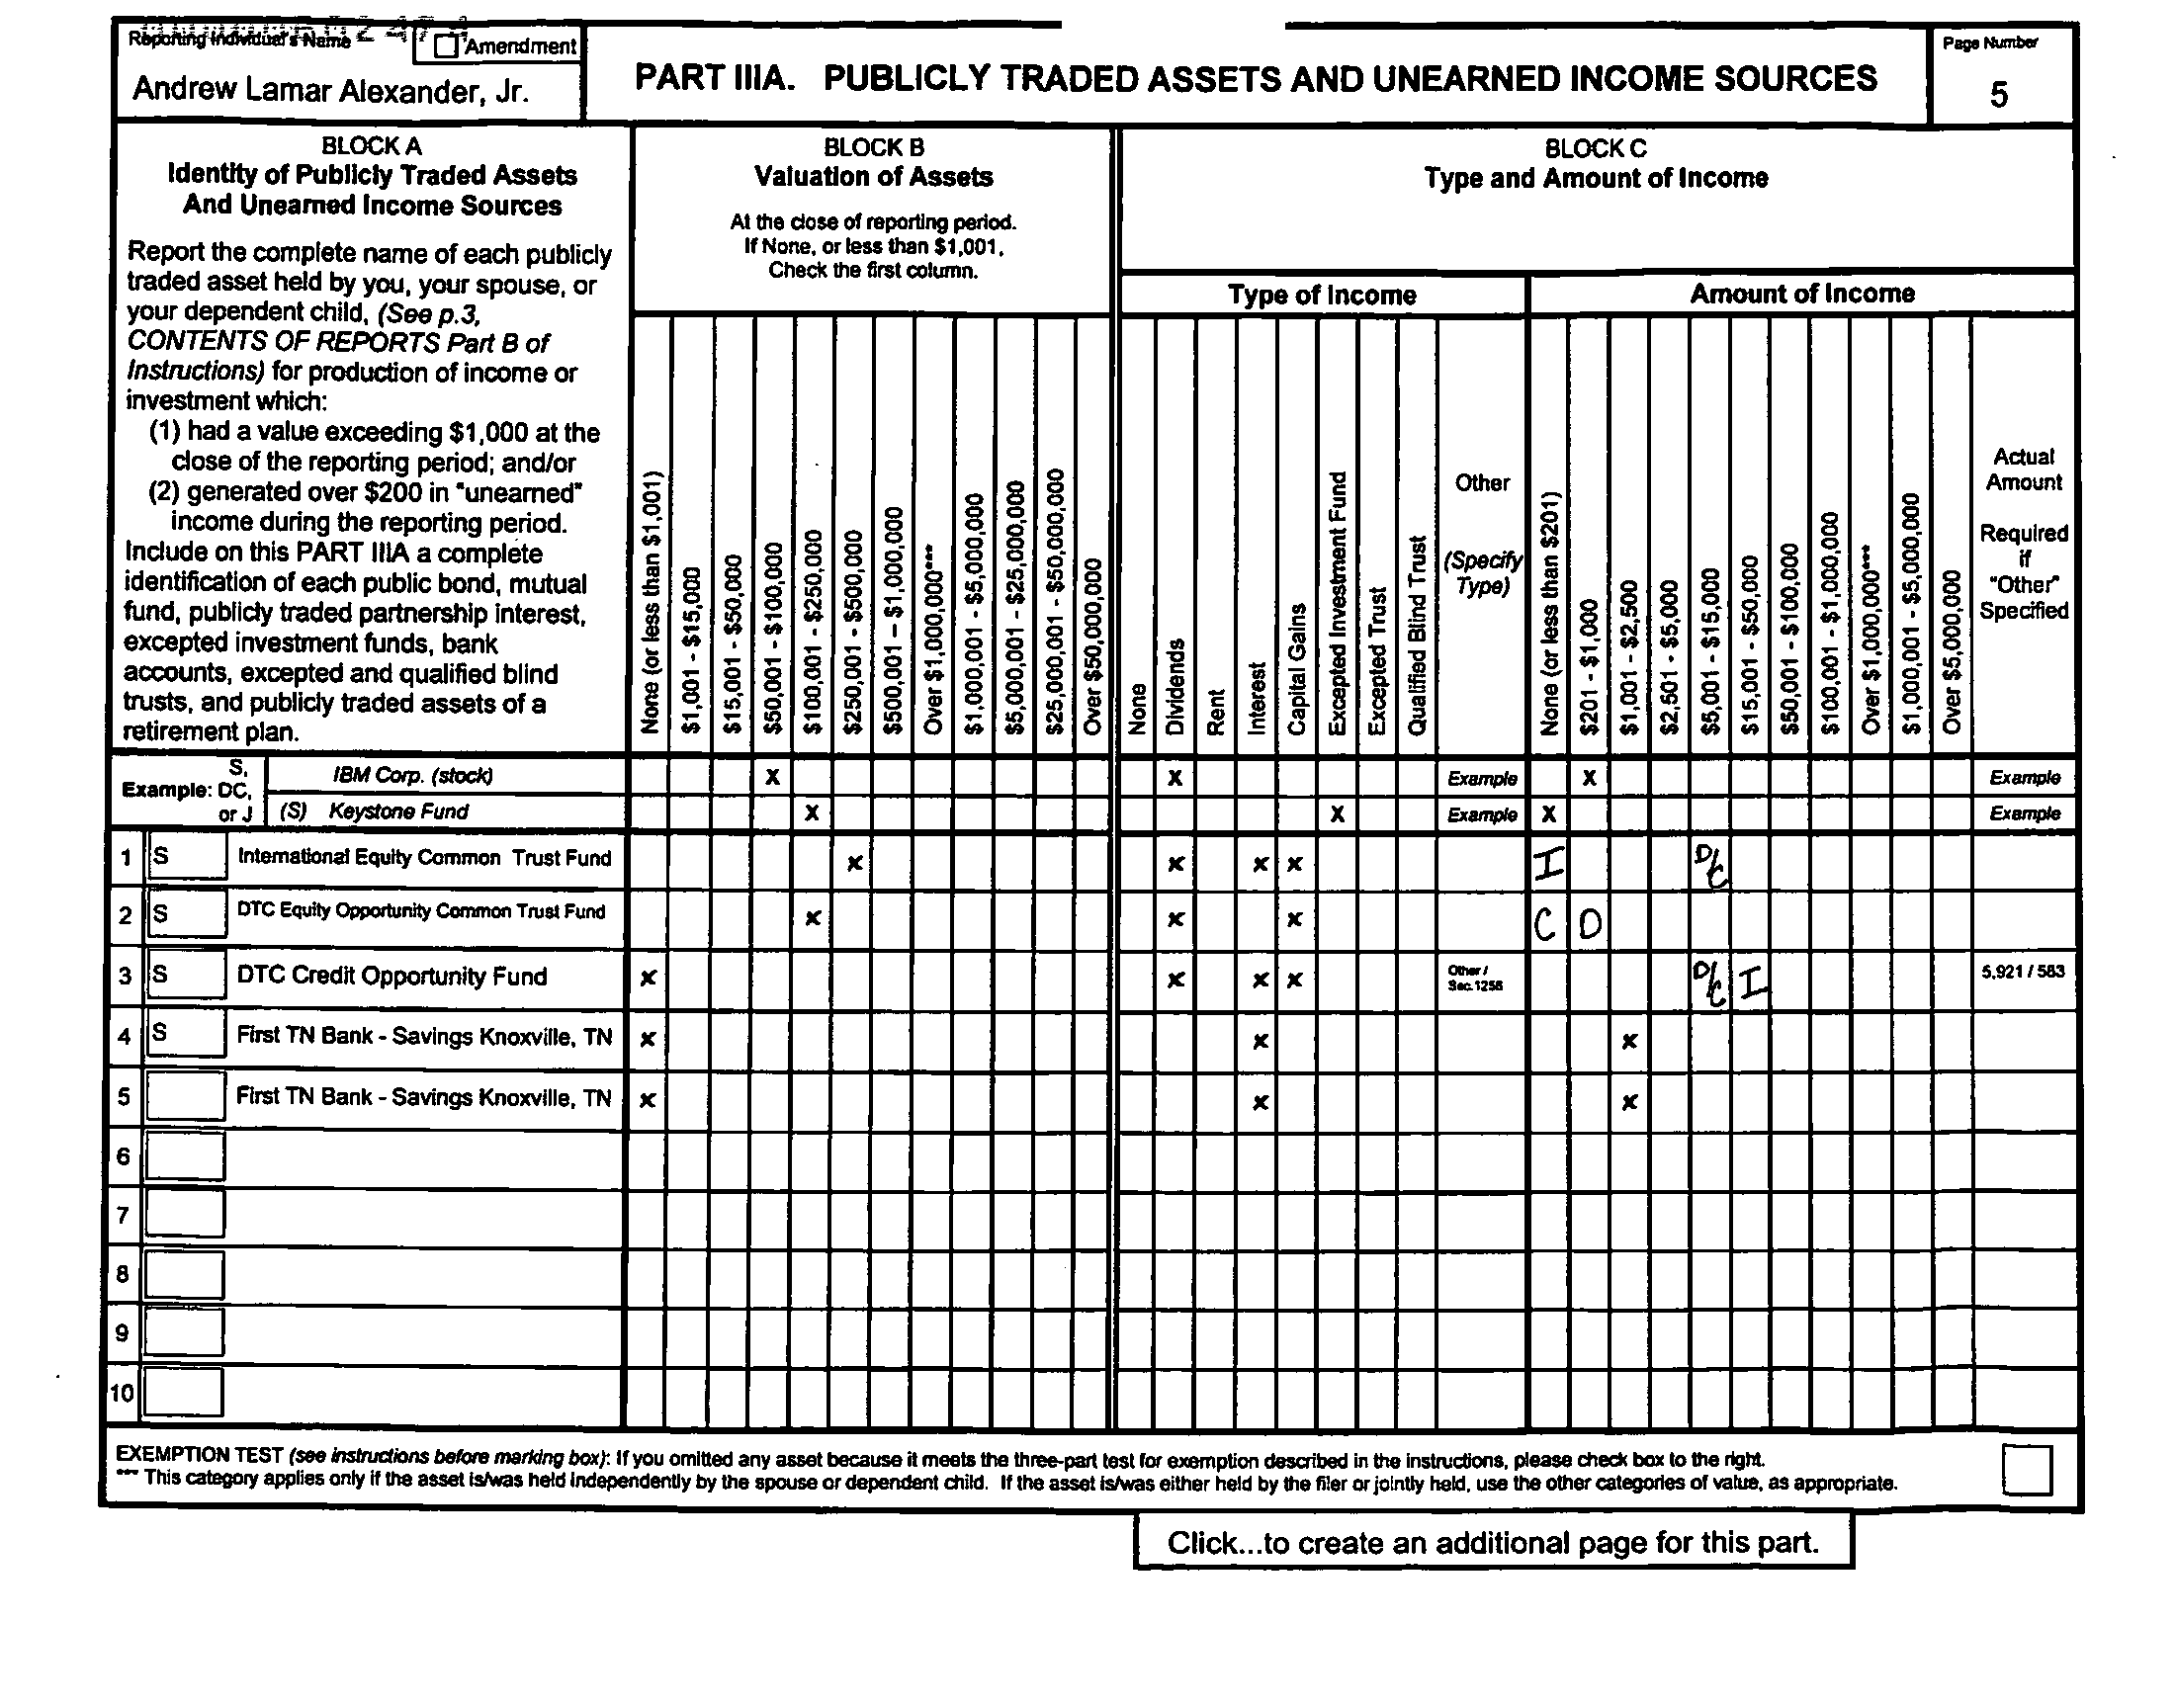 Reporting Individual's Name
Amendment
Andrew Lamar Alexander, Jr.
PART IIIA. PUBLICLY TRADED ASSETS AND UNEARNED INCOME SOURCES
Page Number
5
BLOCK A
Identity of Publicly Traded Assets
And Unearned Income Sources
Report the complete name of each publicly
traded asset held by you, your spouse, or
your dependent child, (See p.3,
CONTENTS OF REPORTS Part B of
Instructions) for production of income or
investment which:
(1) had a value exceeding $1,000 at the
close of the reporting period; and/or
(2) generated over $200 in "unearned"
income during the reporting period.
Include on this PART IIIA a complete
identification of each public bond, mutual
fund, publicly traded partnership interest,
excepted investment funds, bank
accounts, excepted and qualified blind
trusts, and publicly traded assets of a
retirement plan.
BLOCK B
Valuation of Assets
At the close of reporting period.
If None, or less than $1,001,
Check the first column.
None (or less than $1,001)
$1,001 - $15,000
$15,001 - $50,000
$50,001 - $100,000
$100,001 - $250,000
$250,001 - $500,000
$500,001 – $1,000,000
Over $1,000,000***
$1,000,001 - $5,000,000
$5,000,001 - $25,000,000
$25,000,001 - $50,000,000
Over $50,000,000
BLOCK C
Type and Amount of Income
Type of Income
Amount of Income
None
Dividends
Rent
Interest
Capital Gains
Excepted Investment Fund
Excepted Trust
Qualified Blind Trust
Other
(Specify
Type)
None (or less than $201)
$201 - $1,000
$1,001 - $2,500
$2,501 - $5,000
$5,001 - $15,000
$15,001 - $50,000
$50,001 - $100,000
$100,001 - $1,000,000
Over $1,000,000***
$1,000,001 - $5,000,000
Over $5,000,000
Actual
Amount
Required
if
"Other"
Specified
Example: S, DC, or J
IBM Corp. (stock) X X Example X Example
(S) Keystone Fund X X Example X Example
1 S International Equity Common Trust Fund x x x x I D/C
2 S DTC Equity Opportunity Common Trust Fund x x x C D
3 S DTC Credit Opportunity Fund x x x x Other / Sec. 1256 D/C I 5,921 / 583
4 S First TN Bank - Savings Knoxville, TN x x x
5 First TN Bank - Savings Knoxville, TN x x x
6
7
8
9
10
EXEMPTION TEST (see instructions before marking box): If you omitted any asset because it meets the three-part test for exemption described in the instructions, please check box to the right.
*** This category applies only if the asset is/was held independently by the spouse or dependent child. If the asset is/was either held by the filer or jointly held, use the other categories of value, as appropriate.
Click...to create an additional page for this part.